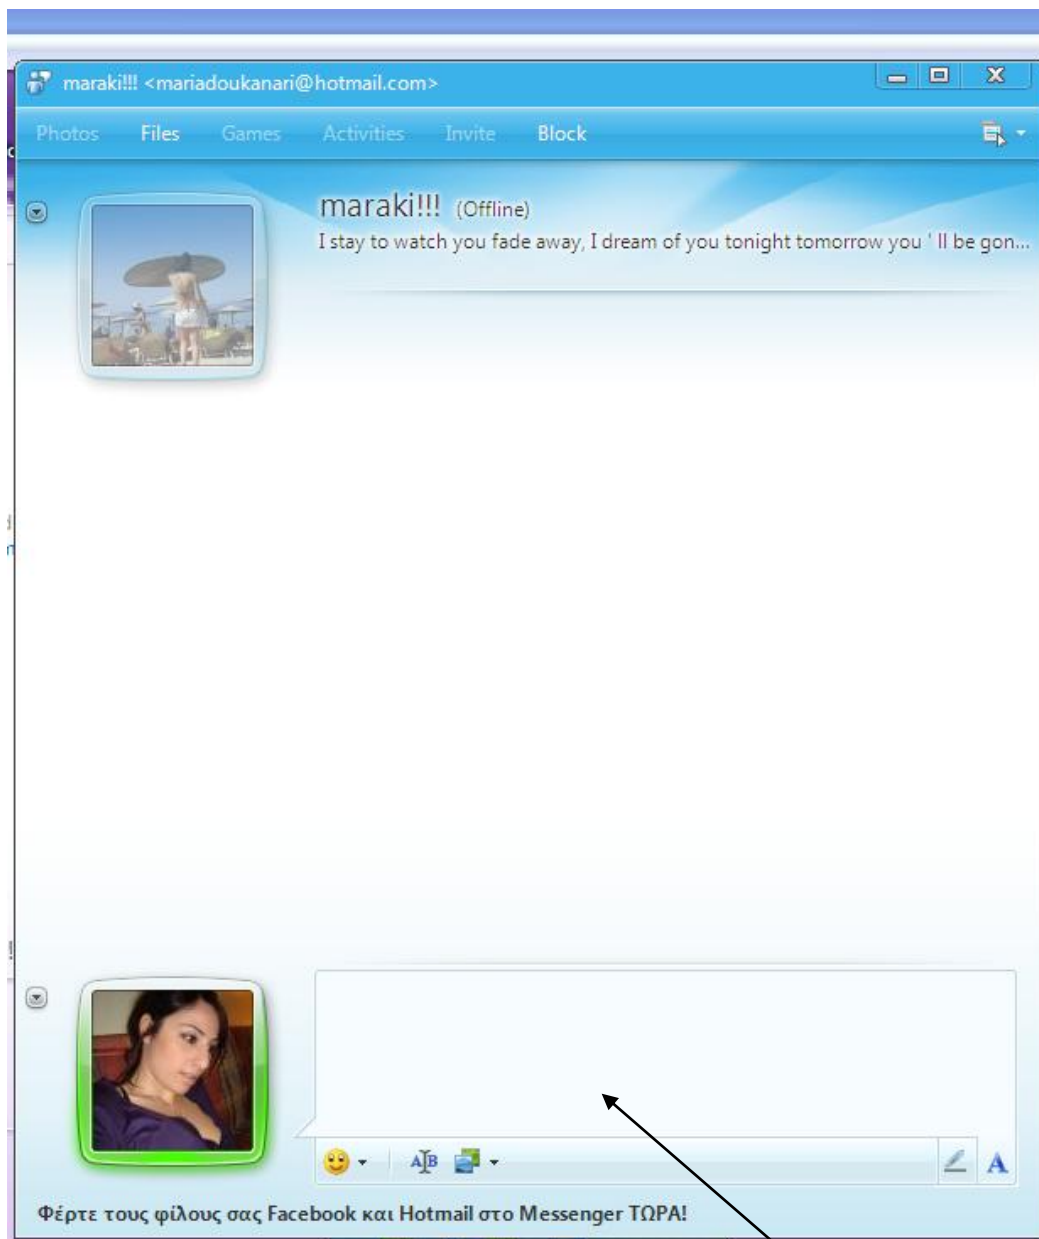 maraki!!! <mariadoukanari@hotmail.com>
Photos Files Games Activities Invite Block
maraki!!! (Offline)
I stay to watch you fade away, I dream of you tonight tomorrow you ' ll be gon...
Φέρτε τους φίλους σας Facebook και Hotmail στο Messenger ΤΩΡΑ!